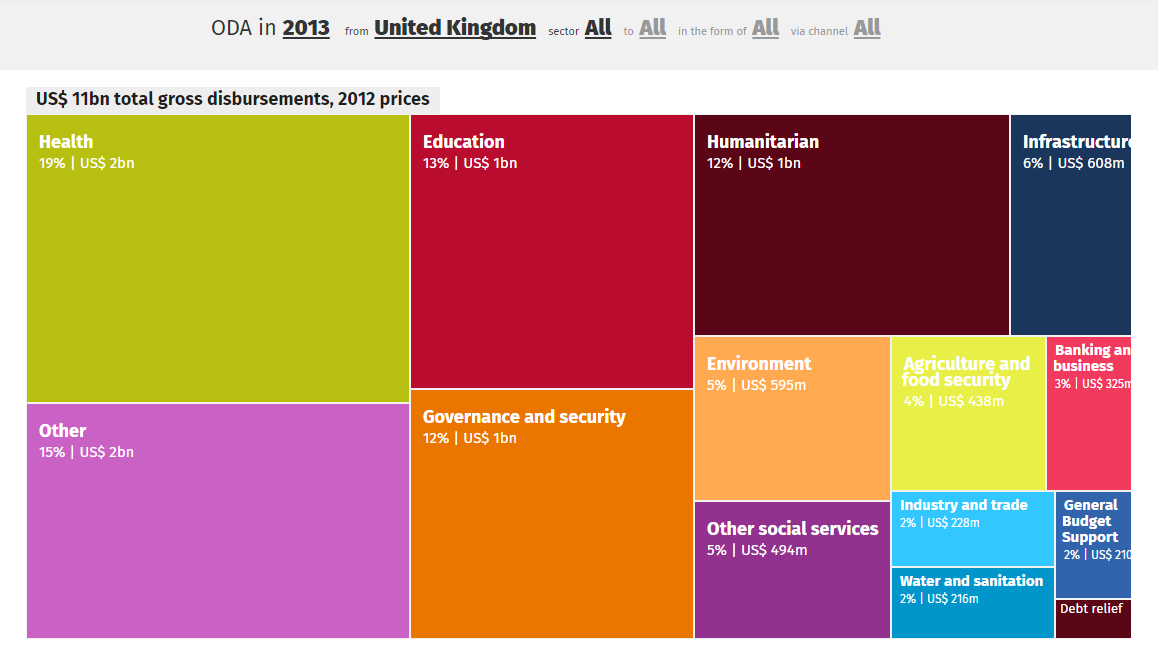 ODA in 2013 from United Kingdom sector All to All in the form of All via channel All
US$ 11bn total gross disbursements, 2012 prices
Health
19% | US$ 2bn
Education
13% | US$ 1bn
Humanitarian
12% | US$ 1bn
Infrastructure
6% | US$ 608m
Environment
5% | US$ 595m
Agriculture and
food security
4% | US$ 438m
Banking an
business
3% | US$ 325m
Other
15% | US$ 2bn
Governance and security
12% | US$ 1bn
Other social services
5% | US$ 494m
Industry and trade
2% | US$ 228m
General
Budget
Support
2% | US$ 210
Water and sanitation
2% | US$ 216m
Debt relief